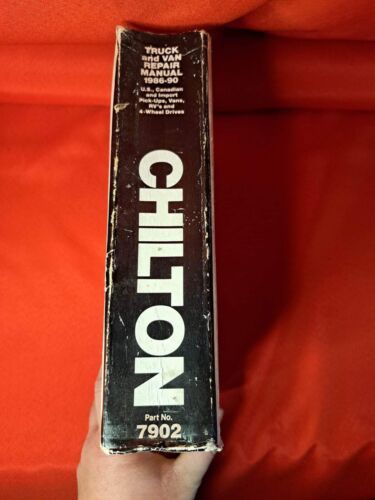 TRUCK
and VAN
REPAIR
MANUAL
1986-90
U.S., Canadian
and Import
Pick-Ups, Vans,
RV's and
4-Wheel Drives
CHILTON
Part No.
7902